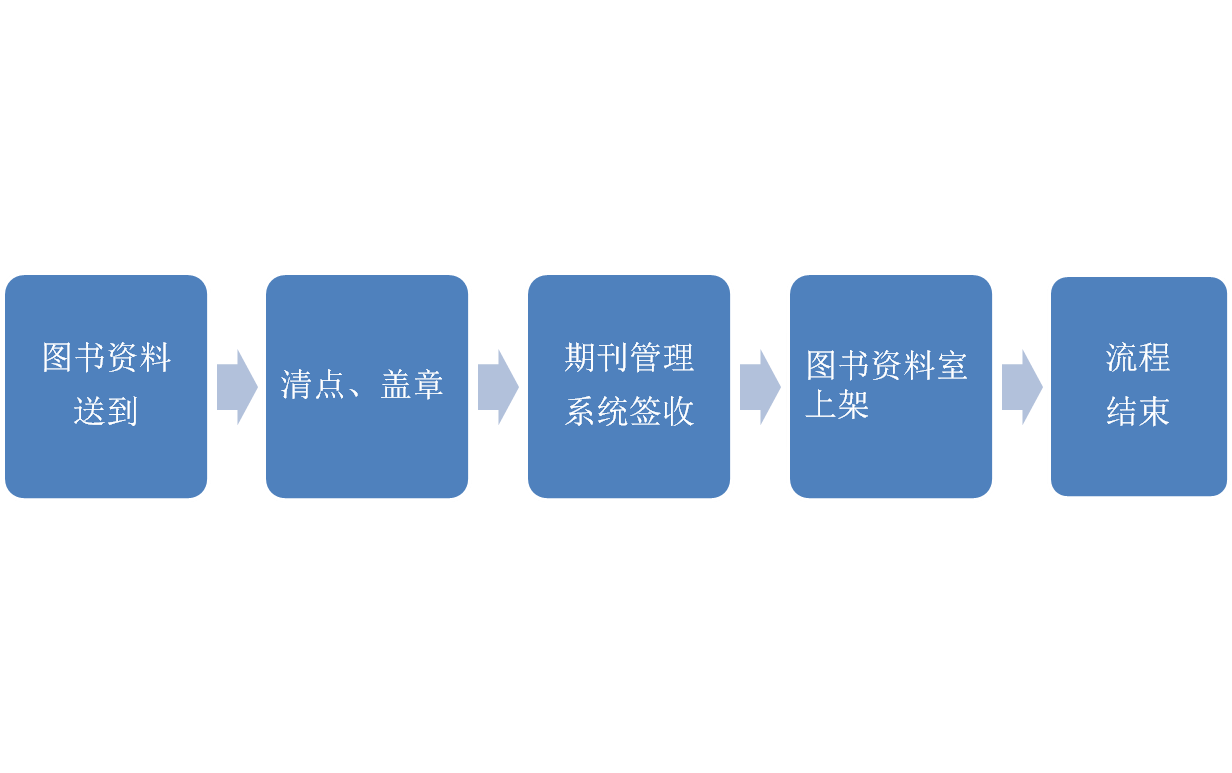 图书资料
送到
清点、盖章
期刊管理
系统签收
图书资料室
上架
流程
结束